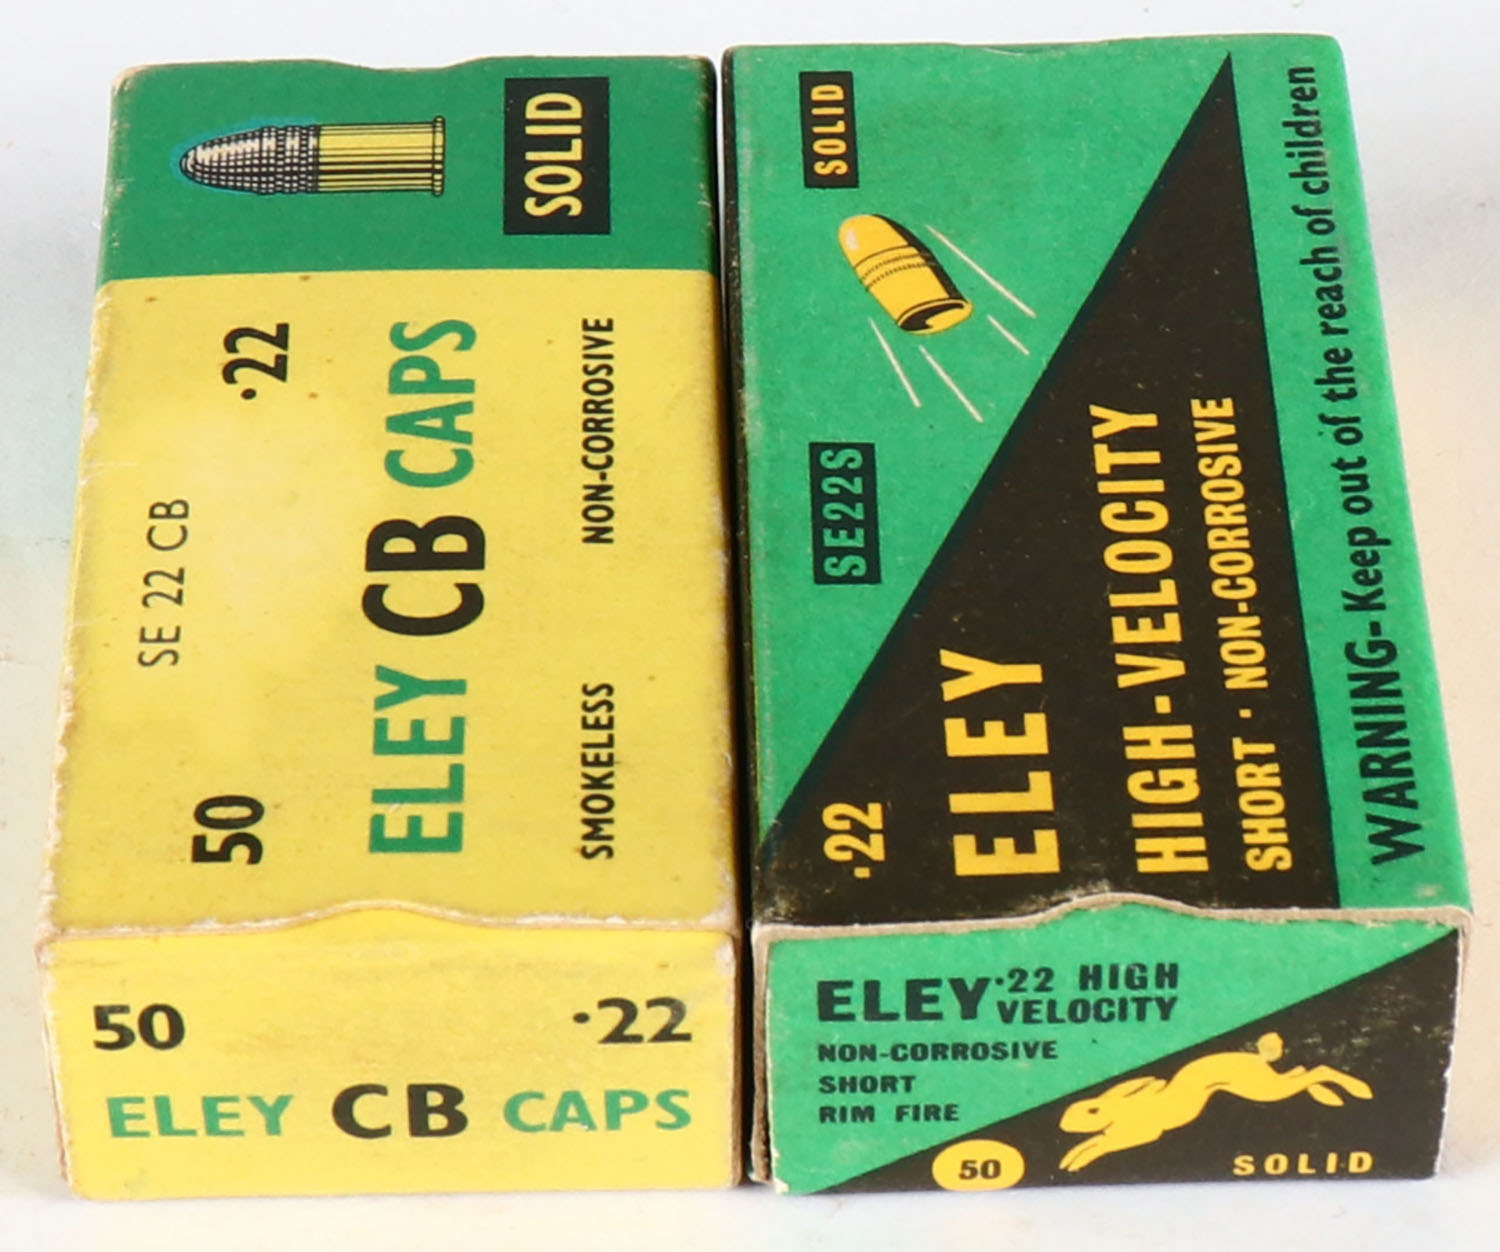 SE 22 CB
50 ·22
ELEY CB CAPS
SMOKELESS NON-CORROSIVE
SOLID
50 ·22
ELEY CB CAPS
SE22S SOLID
.22
ELEY
HIGH-VELOCITY
SHORT · NON-CORROSIVE
WARNING-Keep out of the reach of children
ELEY ·22 HIGH
VELOCITY
NON-CORROSIVE
SHORT
RIM FIRE
50
SOLID